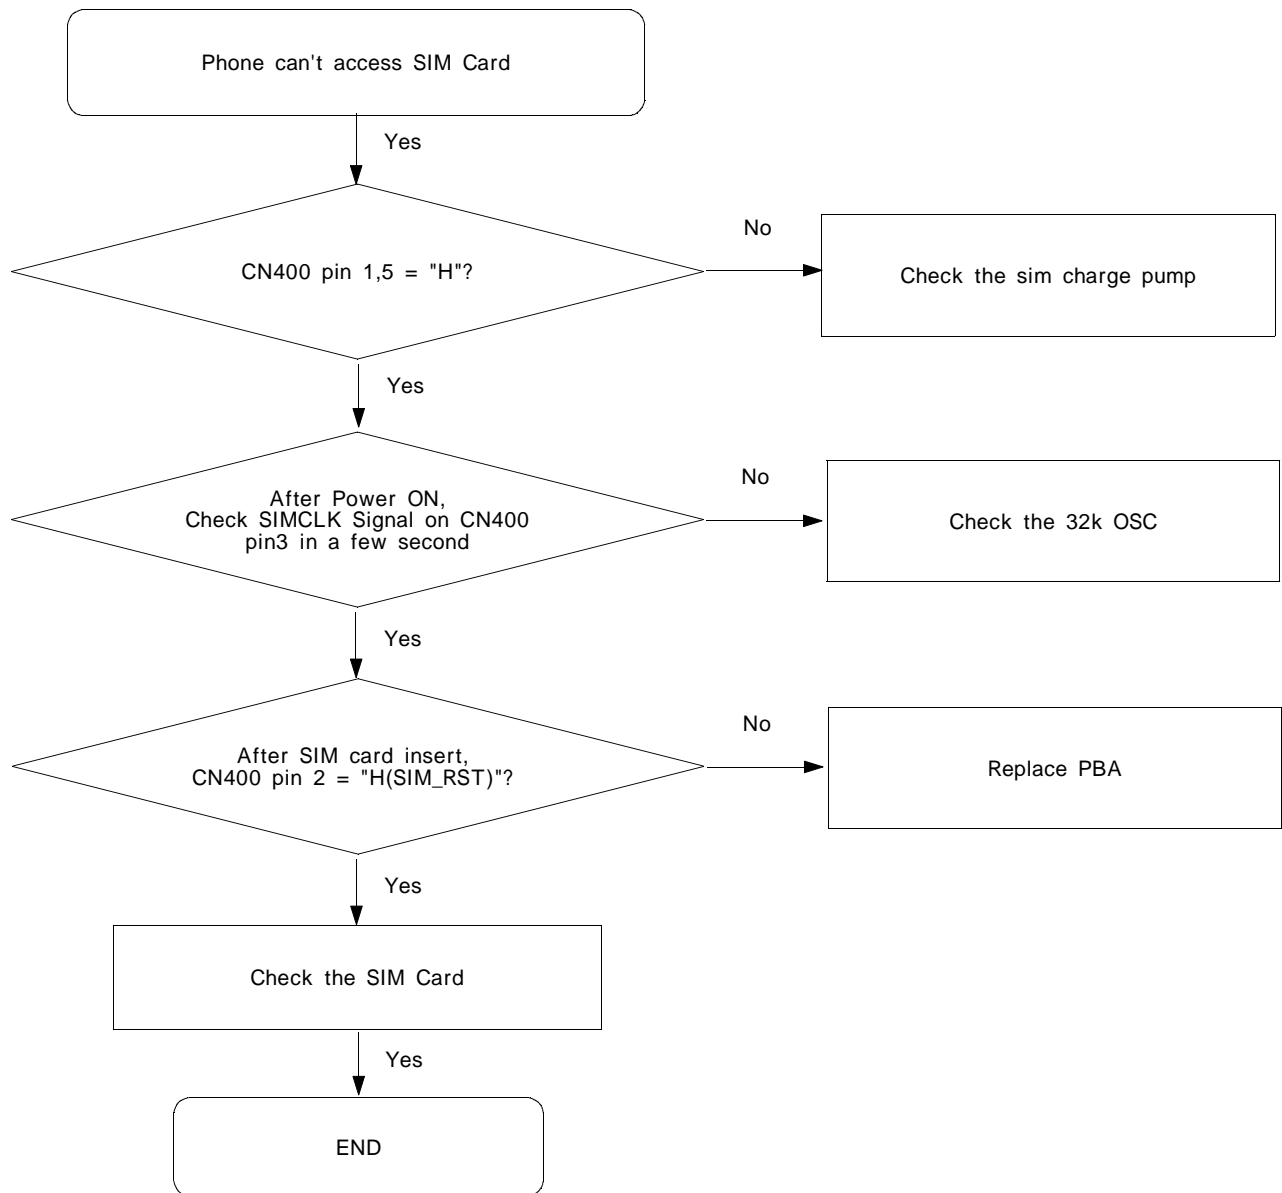 Phone can't access SIM Card
Yes
CN400 pin 1,5 = "H"?
No
Check the sim charge pump
Yes
After Power ON,
Check SIMCLK Signal on CN400
pin3 in a few second
No
Check the 32k OSC
Yes
After SIM card insert,
CN400 pin 2 = "H(SIM_RST)"?
No
Replace PBA
Yes
Check the SIM Card
Yes
END